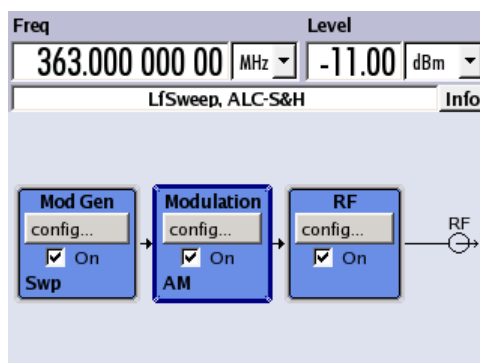 Freq Level
363.000 000 00 MHz -11.00 dBm
LfSweep, ALC-S&H Info
Mod Gen Modulation RF
config... config... config... RF
On On On
Swp AM